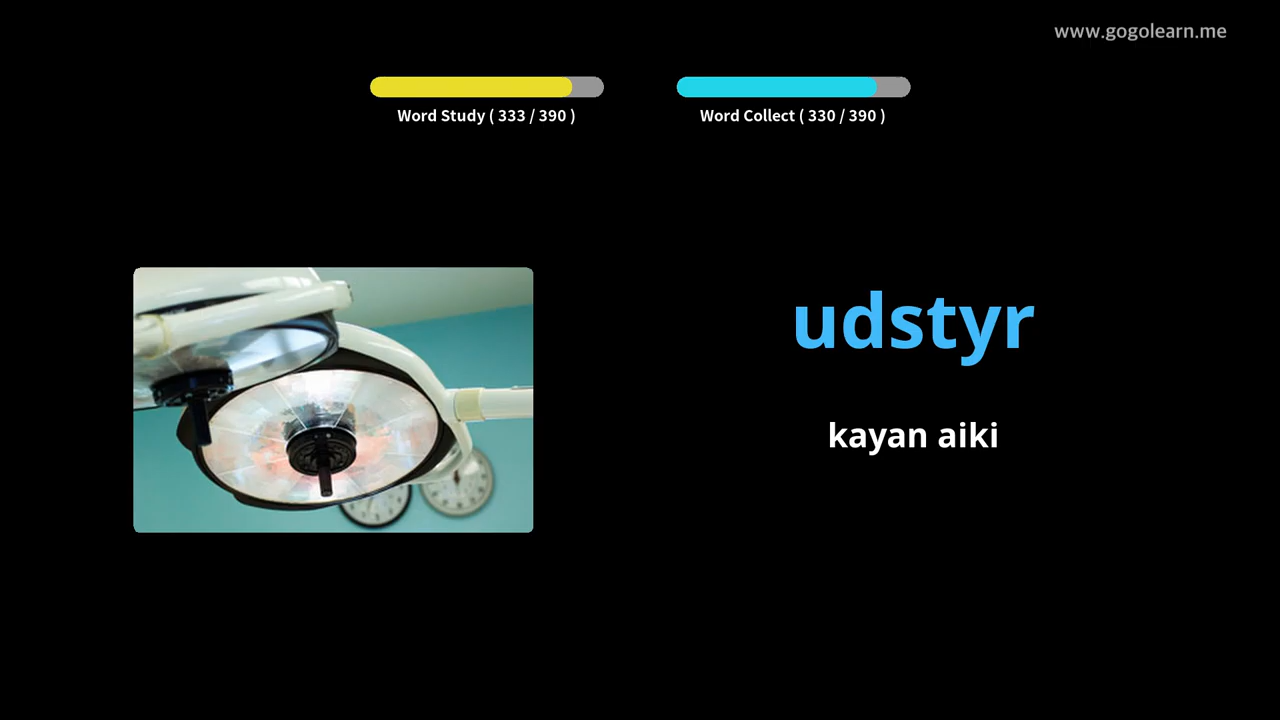 www.gogolearn.me
Word Study ( 333 / 390 )
Word Collect ( 330 / 390 )
udstyr
kayan aiki